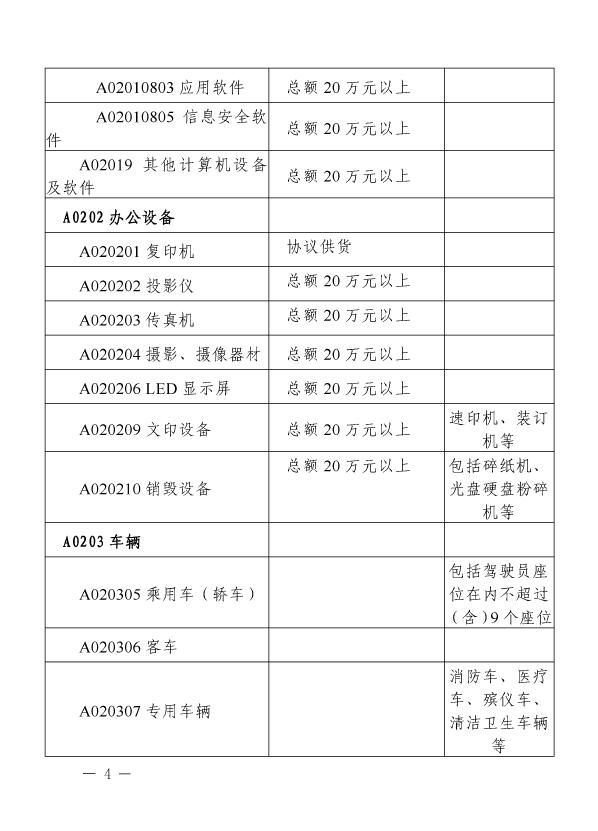 A02010803 应用软件 总额 20 万元以上
A02010805 信息安全软
件 总额 20 万元以上
A02019 其他计算机设备
及软件 总额 20 万元以上
A0202 办公设备
A020201 复印机 协议供货
A020202 投影仪 总额 20 万元以上
A020203 传真机 总额 20 万元以上
A020204 摄影、摄像器材 总额 20 万元以上
A020206 LED 显示屏 总额 20 万元以上
A020209 文印设备 总额 20 万元以上 速印机、装订
机等
A020210 销毁设备 总额 20 万元以上 包括碎纸机、
光盘硬盘粉碎
机等
A0203 车辆
A020305 乘用车（轿车） 包括驾驶员座
位在内不超过
（含）9 个座位
A020306 客车
A020307 专用车辆 消防车、医疗
车、殡仪车、
清洁卫生车辆
等
— 4 —